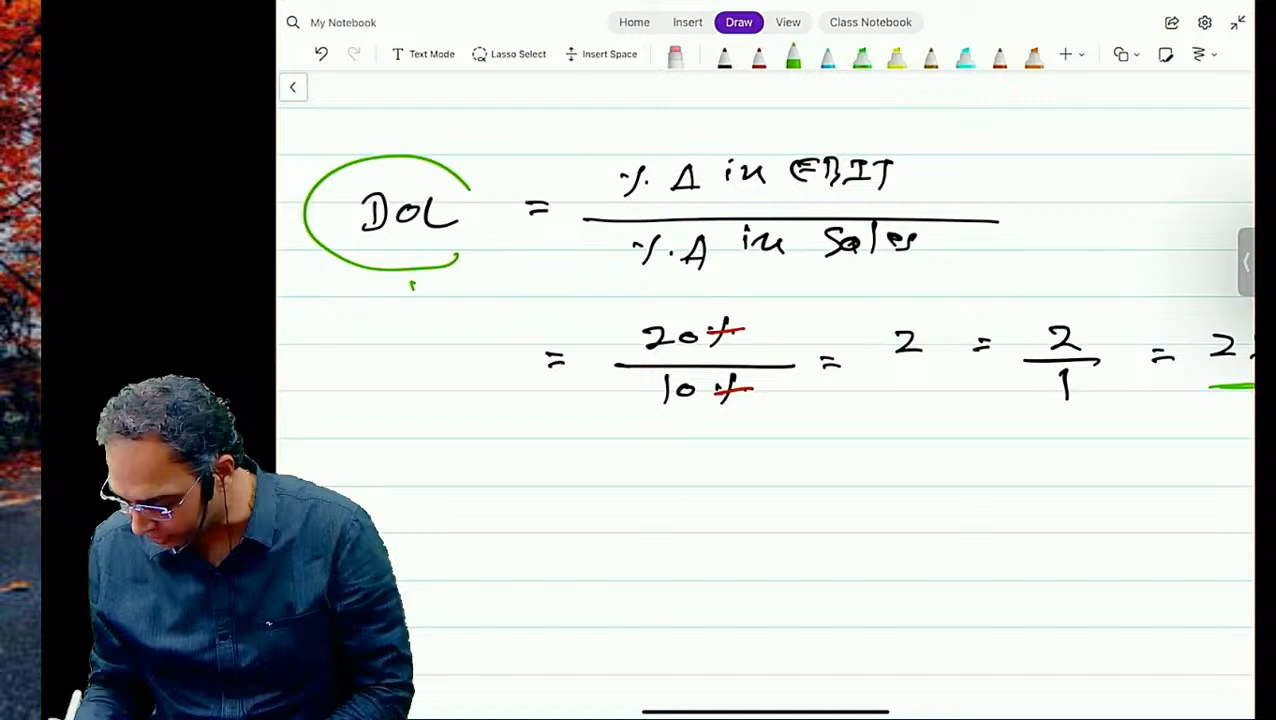 My Notebook
Home Insert Draw View Class Notebook
Text Mode Lasso Select Insert Space
DOL = % Δ in EBIT
% Δ in Sales
= 20% / 10% = 2 = 2 / 1 = 2